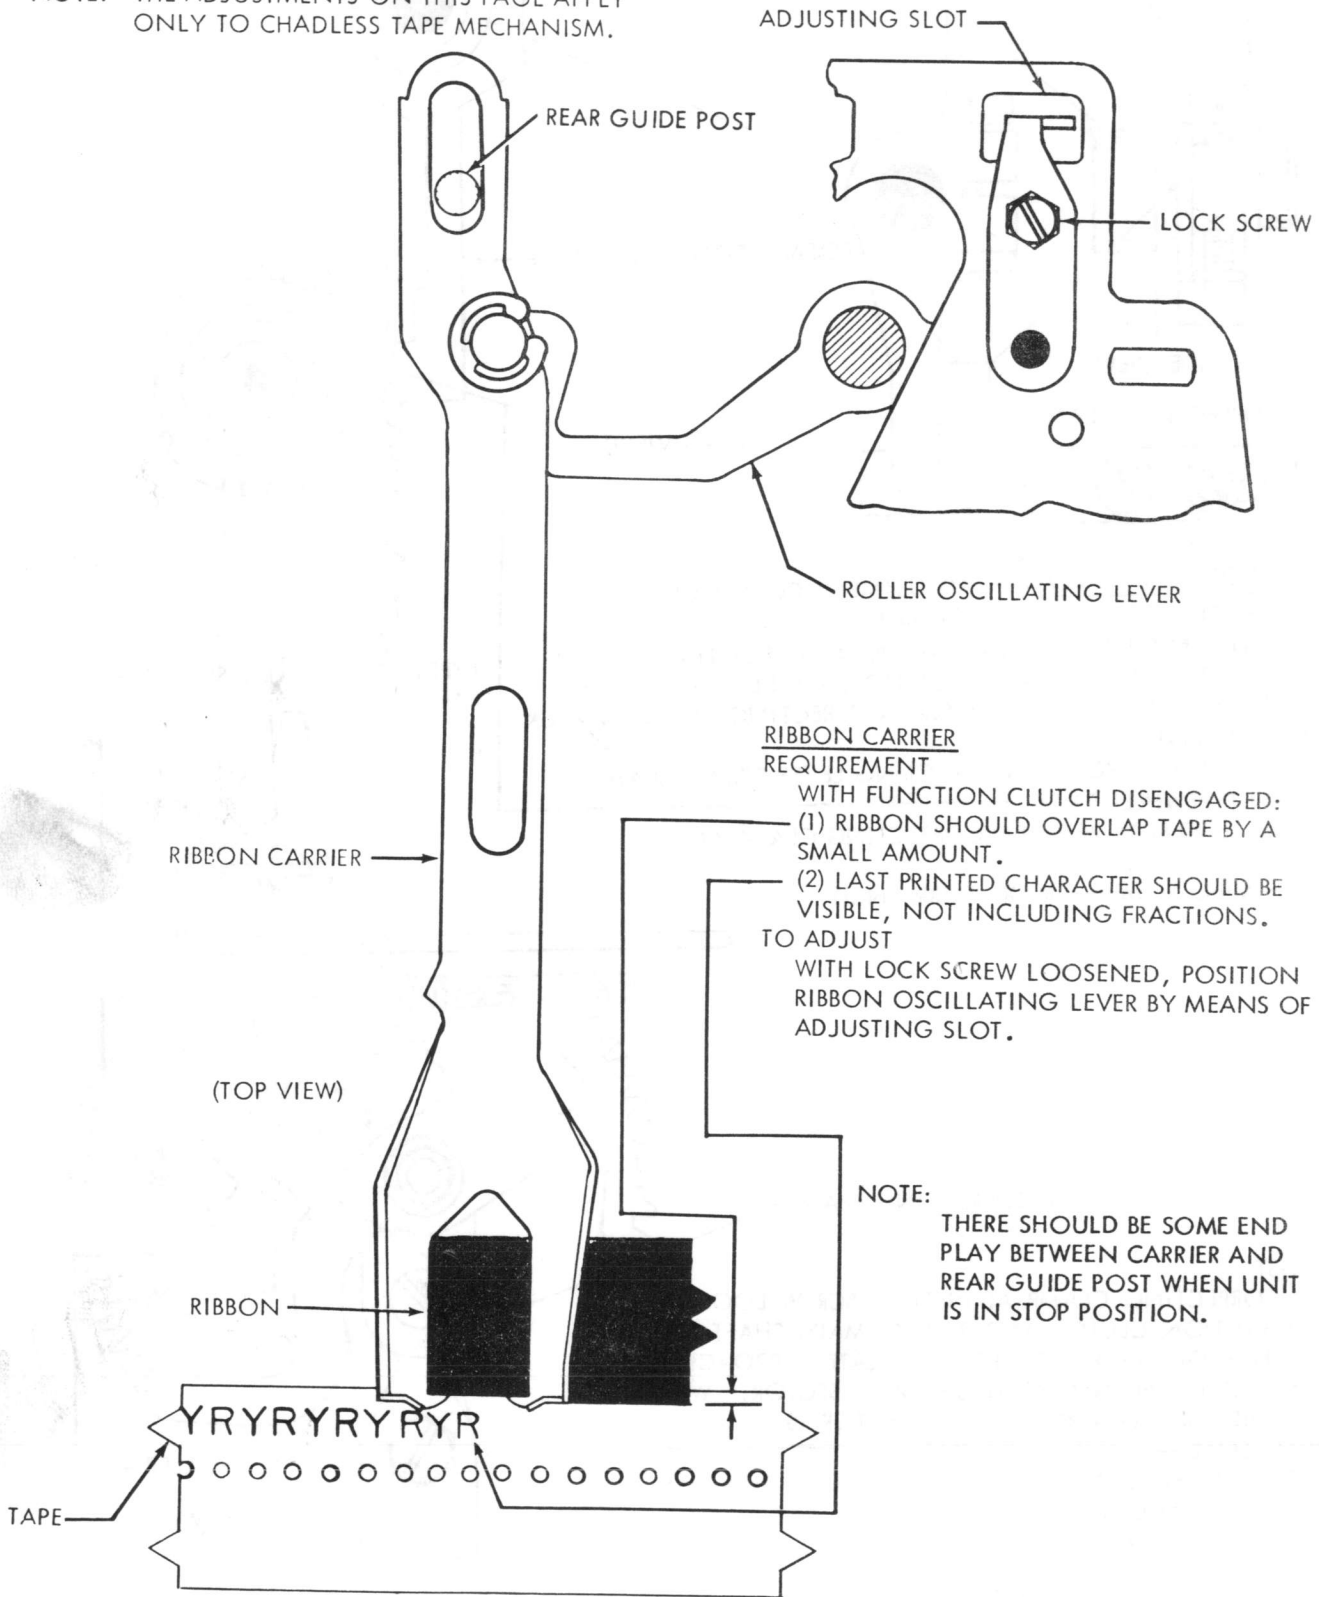 ONLY TO CHADLESS TAPE MECHANISM.
ADJUSTING SLOT
REAR GUIDE POST
LOCK SCREW
ROLLER OSCILLATING LEVER
RIBBON CARRIER
REQUIREMENT
WITH FUNCTION CLUTCH DISENGAGED:
(1) RIBBON SHOULD OVERLAP TAPE BY A
SMALL AMOUNT.
(2) LAST PRINTED CHARACTER SHOULD BE
VISIBLE, NOT INCLUDING FRACTIONS.
TO ADJUST
WITH LOCK SCREW LOOSENED, POSITION
RIBBON OSCILLATING LEVER BY MEANS OF
ADJUSTING SLOT.
RIBBON CARRIER
(TOP VIEW)
NOTE:
THERE SHOULD BE SOME END
PLAY BETWEEN CARRIER AND
REAR GUIDE POST WHEN UNIT
IS IN STOP POSITION.
RIBBON
YRYRYRYRYR
TAPE